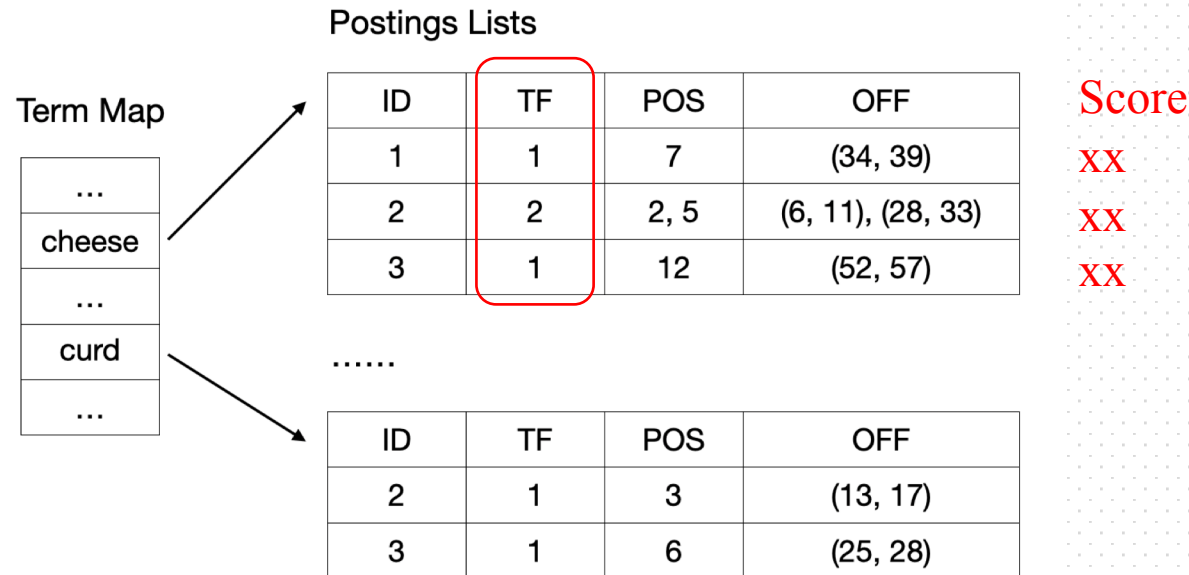 Postings Lists
Term Map
...
cheese
...
curd
...
ID TF POS OFF
1 1 7 (34, 39)
2 2 2, 5 (6, 11), (28, 33)
3 1 12 (52, 57)
Score
xx
xx
xx
......
ID TF POS OFF
2 1 3 (13, 17)
3 1 6 (25, 28)